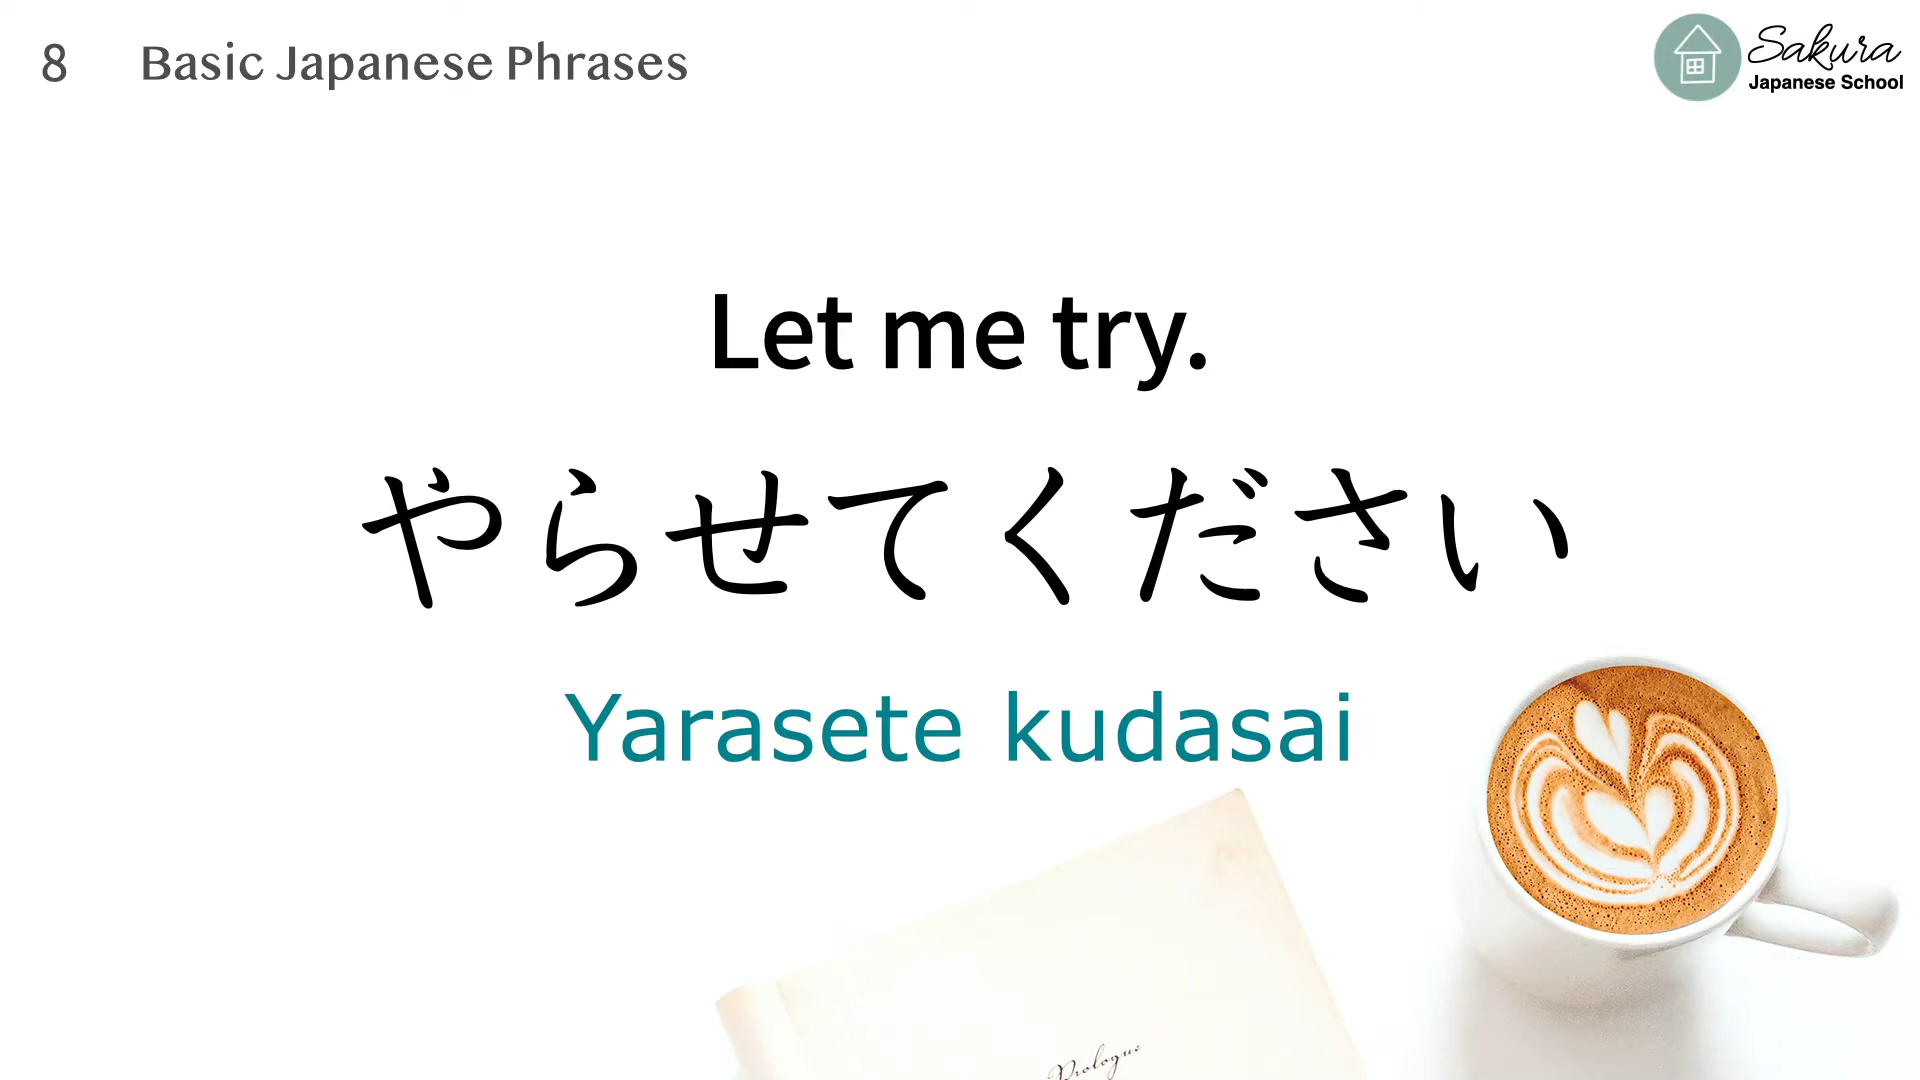 8 Basic Japanese Phrases
Sakura
Japanese School
Let me try.
やらせてください
Yarasete kudasai
Prologue